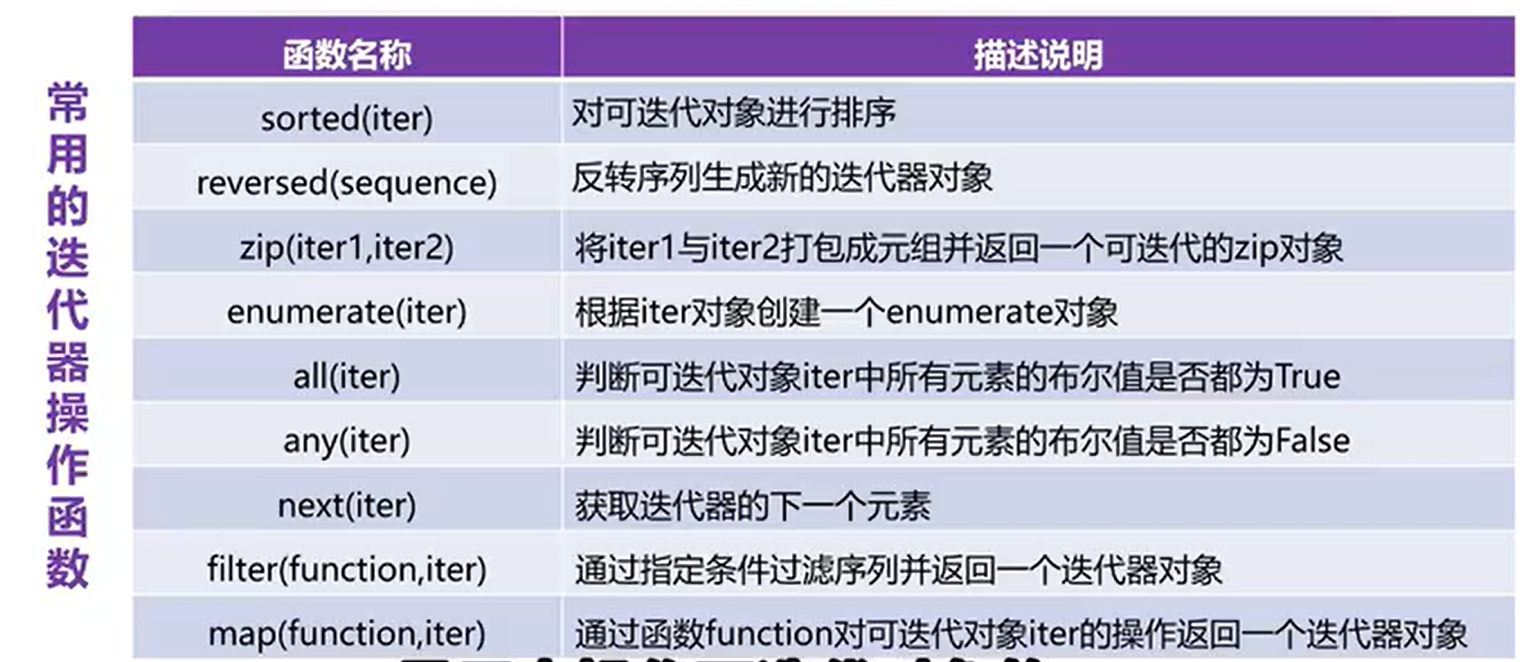 常用的迭代器操作函数
函数名称 描述说明
sorted(iter) 对可迭代对象进行排序
reversed(sequence) 反转序列生成新的迭代器对象
zip(iter1,iter2) 将iter1与iter2打包成元组并返回一个可迭代的zip对象
enumerate(iter) 根据iter对象创建一个enumerate对象
all(iter) 判断可迭代对象iter中所有元素的布尔值是否都为True
any(iter) 判断可迭代对象iter中所有元素的布尔值是否都为False
next(iter) 获取迭代器的下一个元素
filter(function,iter) 通过指定条件过滤序列并返回一个迭代器对象
map(function,iter) 通过函数function对可迭代对象iter的操作返回一个迭代器对象